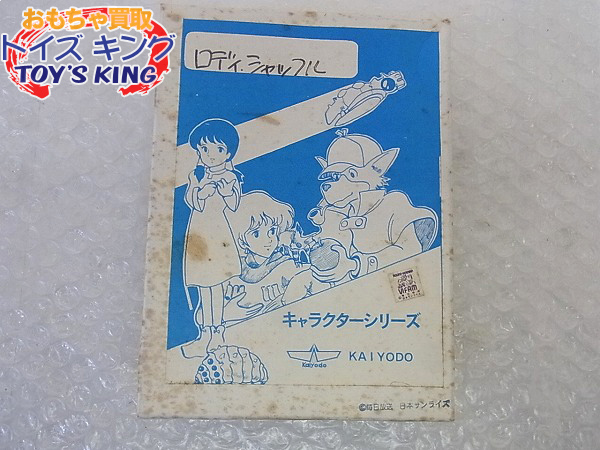 おもちゃ買取
トイズ キング
TOY'S KING
ロディ.シャッフル
キャラクターシリーズ
Kaiyodo
KAIYODO
VIFAM
©毎日放送 日本サンライズ